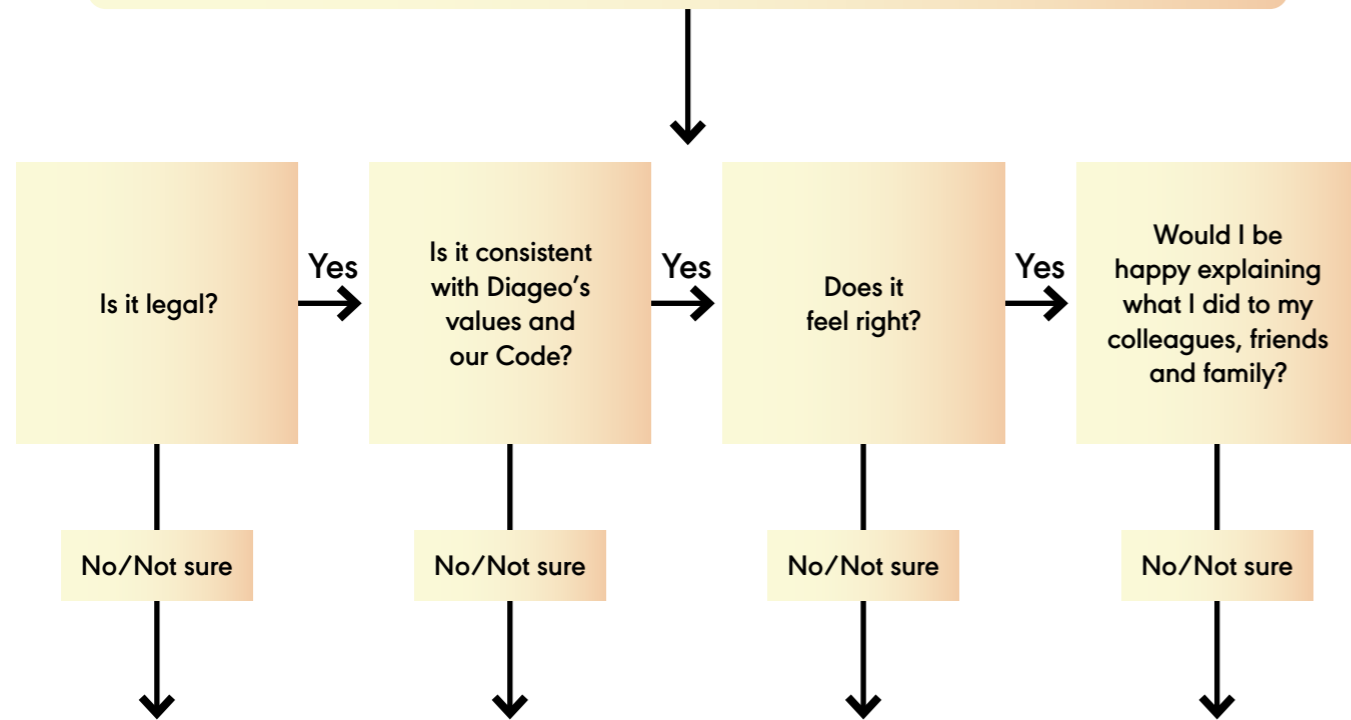 Is it legal?
Yes
Is it consistent
with Diageo’s
values and
our Code?
Yes
Does it
feel right?
Yes
Would I be
happy explaining
what I did to my
colleagues, friends
and family?
No/Not sure
No/Not sure
No/Not sure
No/Not sure